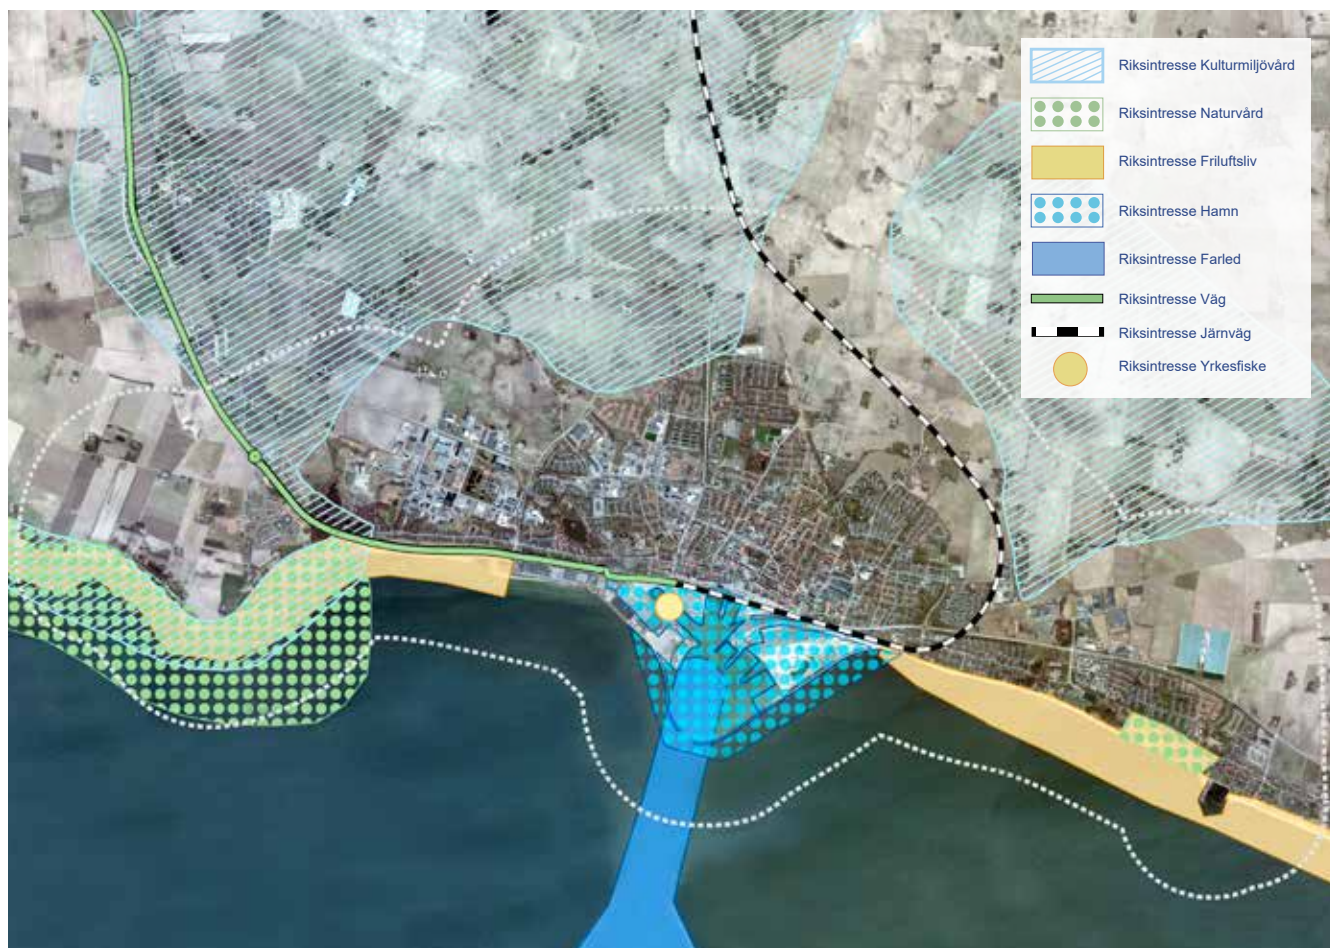 Riksintresse Kulturmiljövård
Riksintresse Naturvård
Riksintresse Friluftsliv
Riksintresse Hamn
Riksintresse Farled
Riksintresse Väg
Riksintresse Järnväg
Riksintresse Yrkesfiske